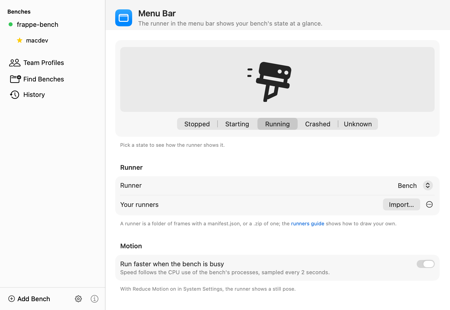 Benches
frappe-bench
macdev
Team Profiles
Find Benches
History
Add Bench
Menu Bar
The runner in the menu bar shows your bench's state at a glance.
Stopped
Starting
Running
Crashed
Unknown
Pick a state to see how the runner shows it.
Runner
Runner
Bench
Your runners
Import...
A runner is a folder of frames with a manifest.json, or a .zip of one; the runners guide shows how to draw your own.
Motion
Run faster when the bench is busy
Speed follows the CPU use of the bench's processes, sampled every 2 seconds.
With Reduce Motion on in System Settings, the runner shows a still pose.